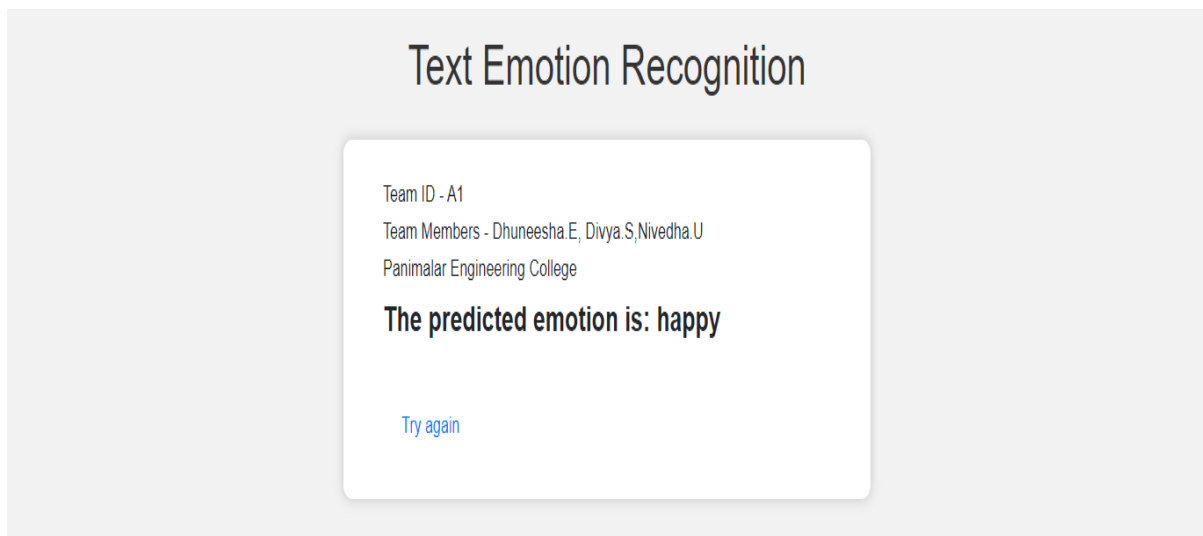 Text Emotion Recognition
Team ID - A1
Team Members - Dhuneesha.E, Divya.S,Nivedha.U
Panimalar Engineering College
The predicted emotion is: happy
Try again